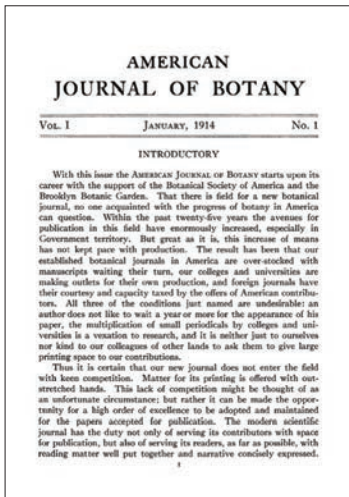 AMERICAN
JOURNAL OF BOTANY
VOL. I JANUARY, 1914 No. 1
INTRODUCTORY
With this issue the AMERICAN JOURNAL OF BOTANY starts upon its
career with the support of the Botanical Society of America and the
Brooklyn Botanic Garden. That there is field for a new botanical
journal, no one acquainted with the progress of botany in America
can question. Within the past twenty-five years the avenues for
publication in this field have enormously increased, especially in
Government territory. But great as it is, this increase of means
has not kept pace with production. The result has been that our
established botanical journals in America are over-stocked with
manuscripts waiting their turn, our colleges and universities are
making outlets for their own production, and foreign journals have
their courtesy and capacity taxed by the offers of American contribu-
tors. All three of the conditions just named are undesirable: an
author does not like to wait a year or more for the appearance of his
paper, the multiplication of small periodicals by colleges and uni-
versities is a vexation to research, and it is neither just to ourselves
nor kind to our colleagues of other lands to ask them to give large
printing space to our contributions.
Thus it is certain that our new journal does not enter the field
with keen competition. Matter for its printing is offered with out-
stretched hands. This lack of competition might be thought of as
an unfortunate circumstance; but rather it can be made the oppor-
tunity for a high order of excellence to be adopted and maintained
for the papers accepted for publication. The modern scientific
journal has the duty not only of serving its contributors with space
for publication, but also of serving its readers, as far as possible, with
reading matter well put together and narrative concisely expressed.
1